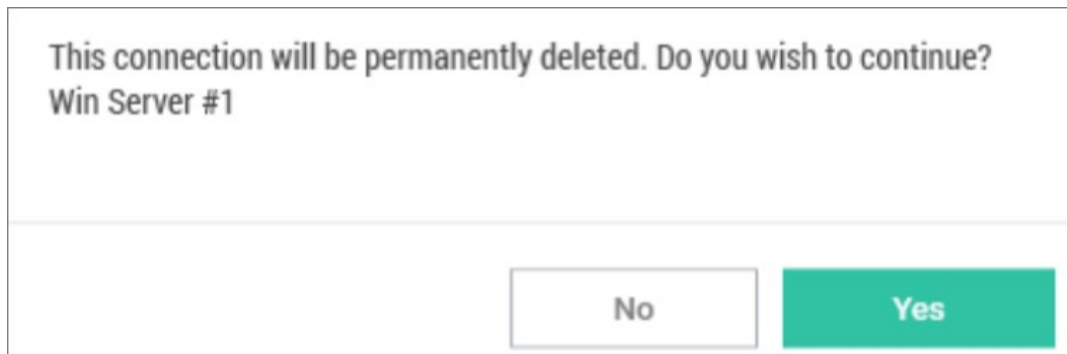 This connection will be permanently deleted. Do you wish to continue?
Win Server #1
No
Yes